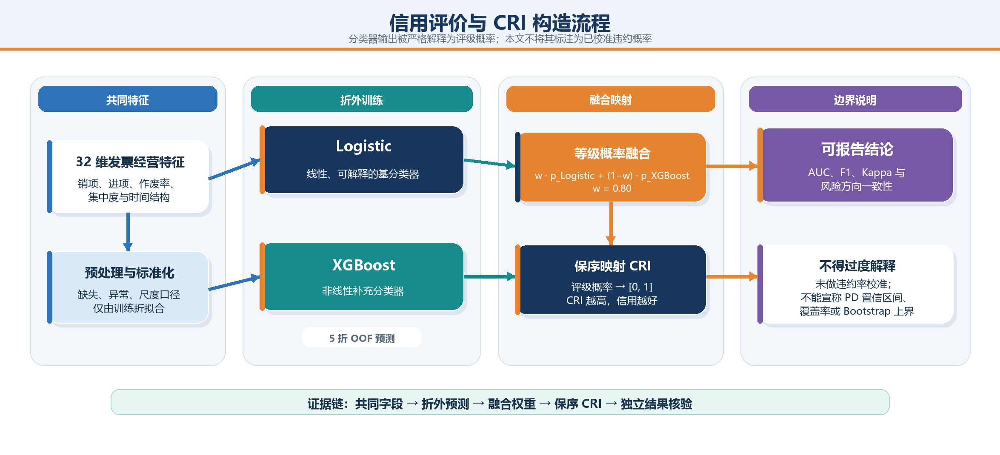 信用评价与 CRI 构造流程
分类器输出被严格解释为评级概率；本文不将其标注为已校准违约概率
共同特征
32 维发票经营特征
销项、进项、作废率、
集中度与时间结构
预处理与标准化
缺失、异常、尺度口径
仅由训练折拟合
折外训练
Logistic
线性、可解释的基分类器
XGBoost
非线性补充分类器
5 折 OOF 预测
融合映射
等级概率融合
w · p_Logistic + (1−w) · p_XGBoost
w = 0.80
保序映射 CRI
评级概率 → [0, 1]
CRI 越高，信用越好
边界说明
可报告结论
AUC、F1、Kappa 与
风险方向一致性
不得过度解释
未做违约率校准；
不能宣称 PD 置信区间、
覆盖率或 Bootstrap 上界
证据链：共同字段 → 折外预测 → 融合权重 → 保序 CRI → 独立结果核验